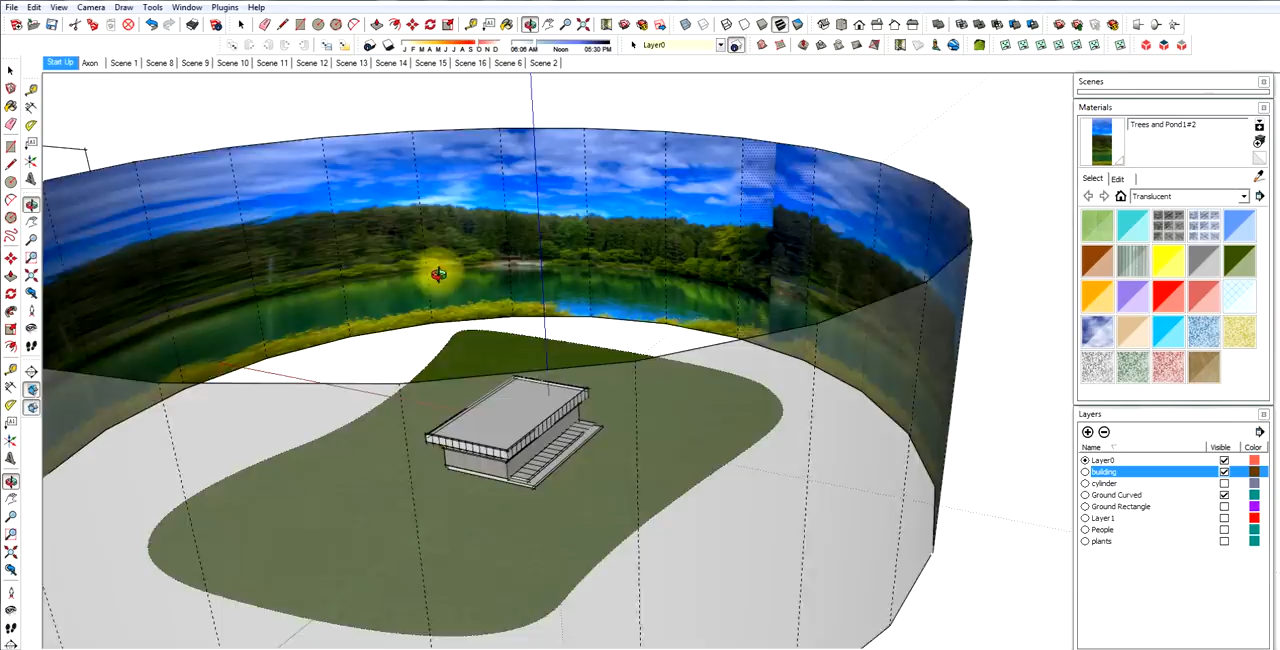 File Edit View Camera Draw Tools Window Plugins Help
J F M A M J J A S O N D 06:06 AM Noon 05:30 PM Layer0
Start Up Axon Scene 1 Scene 8 Scene 9 Scene 10 Scene 11 Scene 12 Scene 13 Scene 14 Scene 15 Scene 16 Scene 6 Scene 2
Scenes
Materials
Trees and Pond1#2
Select Edit
Translucent
Layers
Name Visible Color
Layer0
building
cylinder
Ground Curved
Ground Rectangle
Layer1
People
plants